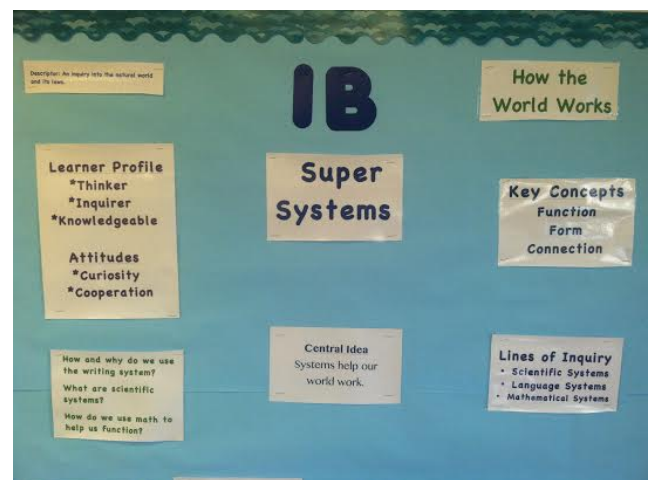 Descriptor: An inquiry into the natural world
and its laws.
IB
How the
World Works
Learner Profile
*Thinker
*Inquirer
*Knowledgeable
Attitudes
*Curiosity
*Cooperation
Super
Systems
Key Concepts
Function
Form
Connection
How and why do we use
the writing system?
What are scientific
systems?
How do we use math to
help us function?
Central Idea
Systems help our
world work.
Lines of Inquiry
• Scientific Systems
• Language Systems
• Mathematical Systems